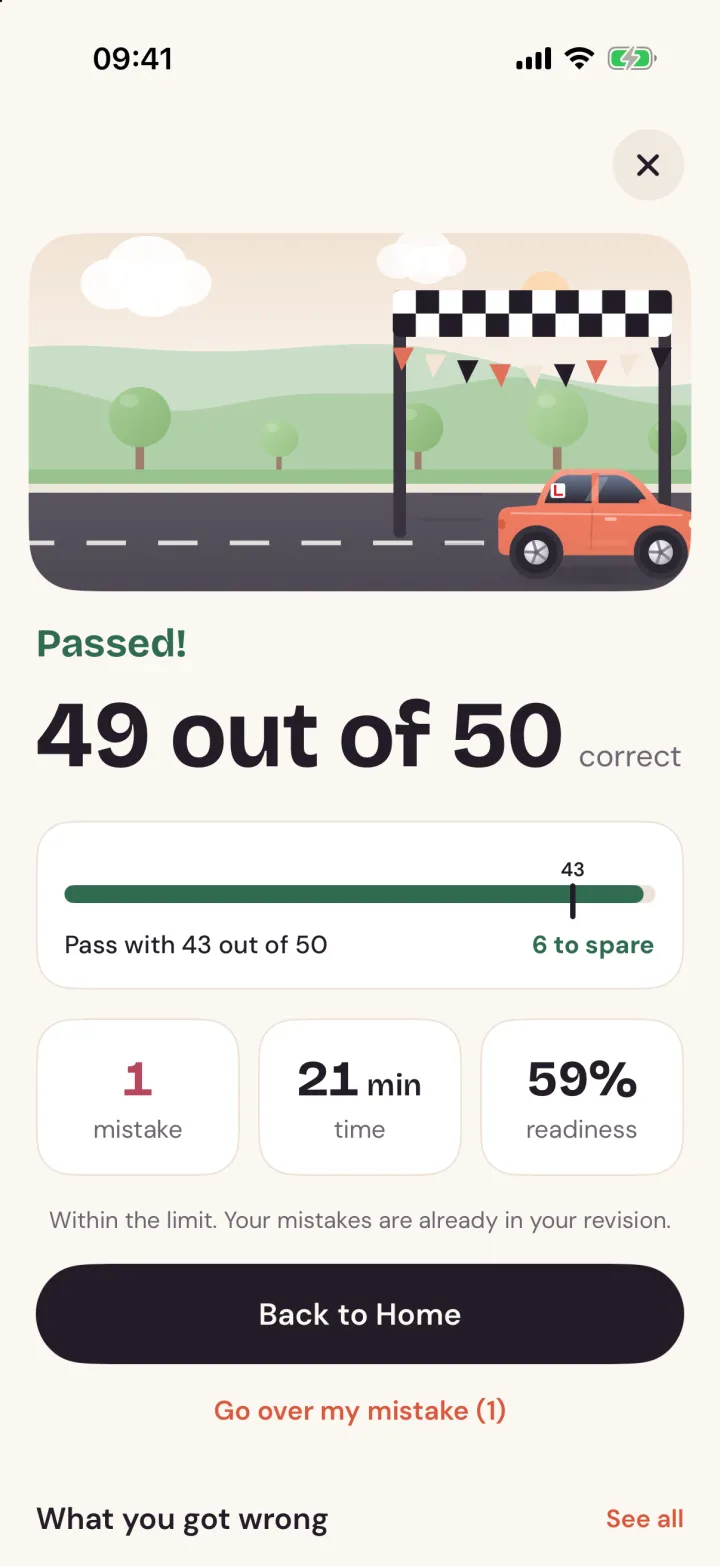 09:41
L
Passed!
49 out of 50 correct
43
Pass with 43 out of 50
6 to spare
1
mistake
21 min
time
59%
readiness
Within the limit. Your mistakes are already in your revision.
Back to Home
Go over my mistake (1)
What you got wrong
See all